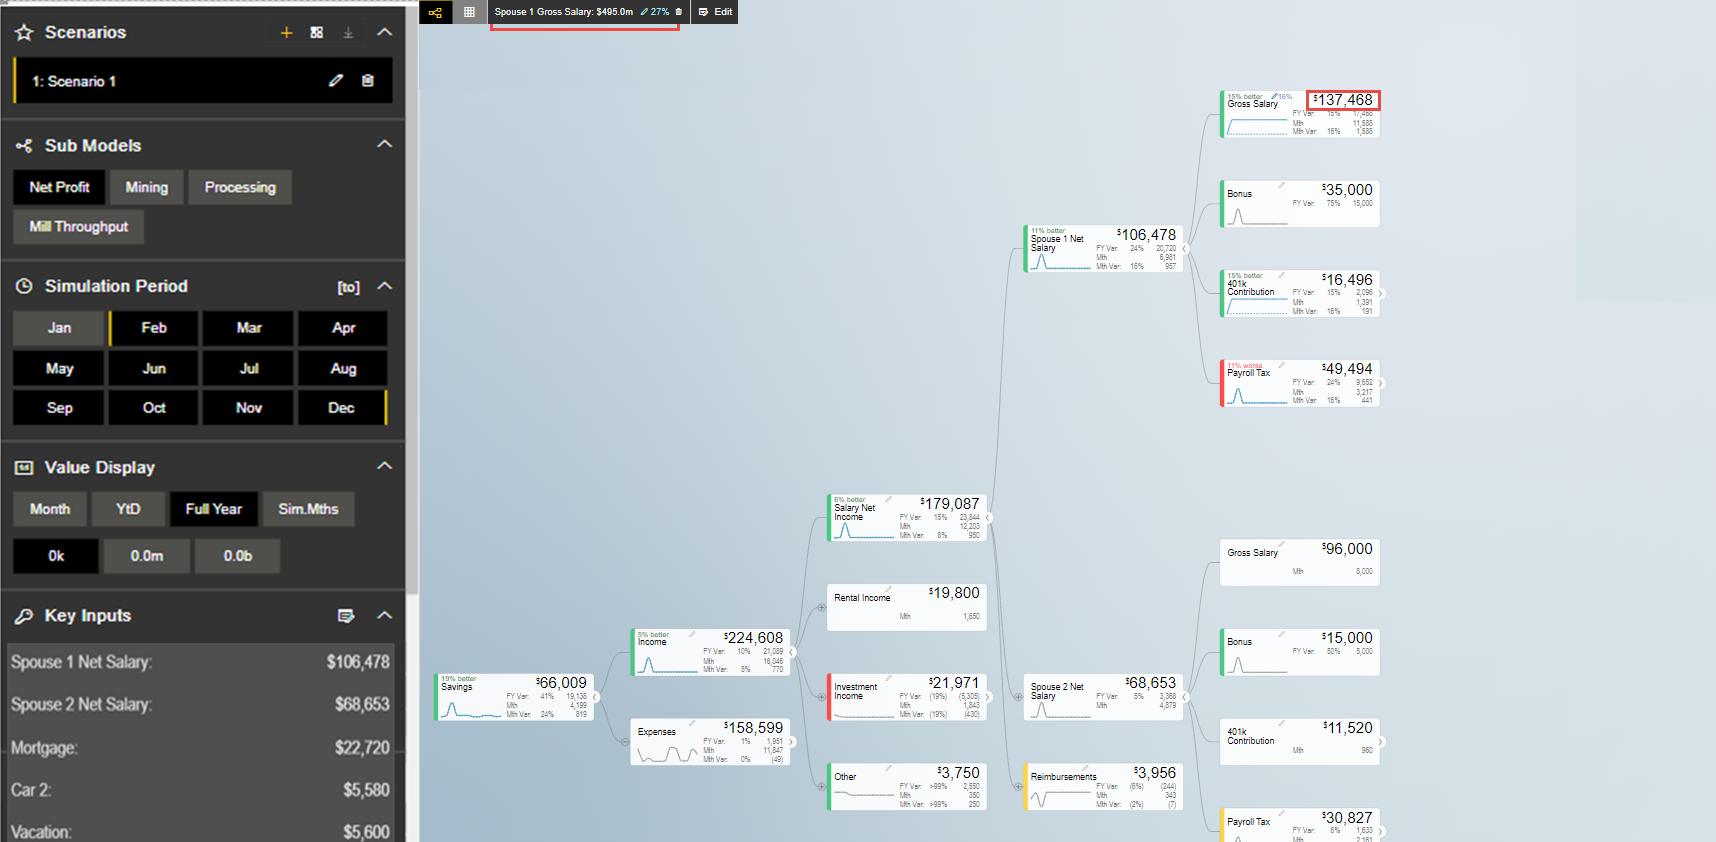 Spouse 1 Gross Salary: $495.0m 27% Edit
Scenarios
1: Scenario 1
Sub Models
Net Profit Mining Processing
Mill Throughput
Simulation Period [to]
Jan Feb Mar Apr
May Jun Jul Aug
Sep Oct Nov Dec
Value Display
Month YtD Full Year Sim.Mths
0k 0.0m 0.0b
Key Inputs
Spouse 1 Net Salary: $106,478
Spouse 2 Net Salary: $68,653
Mortgage: $22,720
Car 2: $5,580
Vacation: $5,600
19% better
Savings $66,009
FY Var: 41% 19,138
Mth 4,199
Mth Var: 24% 819
5% better
Income $224,608
FY Var: 10% 21,089
Mth 16,046
Mth Var: 5% 770
Expenses $158,599
FY Var: 1% 1,951
Mth 11,847
Mth Var: 0% (49)
6% better
Salary Net Income $179,087
FY Var: 15% 23,844
Mth 12,203
Mth Var: 8% 950
Rental Income $19,800
Mth 1,650
Investment Income $21,971
FY Var: (19%) (5,305)
Mth 1,843
Mth Var: (19%) (430)
Other $3,750
FY Var: >99% 2,550
Mth 350
Mth Var: >99% 250
11% better
Spouse 1 Net Salary $106,478
FY Var: 24% 20,720
Mth 6,981
Mth Var: 16% 957
Spouse 2 Net Salary $68,653
FY Var: 5% 3,368
Mth 4,879
Reimbursements $3,956
FY Var: (6%) (244)
Mth 343
Mth Var: (2%) (7)
15% better 16%
Gross Salary $137,468
FY Var: 15% 17,468
Mth 11,588
Mth Var: 16% 1,588
Bonus $35,000
FY Var: 75% 15,000
15% better
401k Contribution $16,496
FY Var: 15% 2,096
Mth 1,391
Mth Var: 16% 191
11% worse
Payroll Tax $49,494
FY Var: 24% 9,652
Mth 3,217
Mth Var: 16% 441
Gross Salary $96,000
Mth 8,000
Bonus $15,000
FY Var: 50% 5,000
401k Contribution $11,520
Mth 960
Payroll Tax $30,827
FY Var: 6% 1,633
Mth 2,161